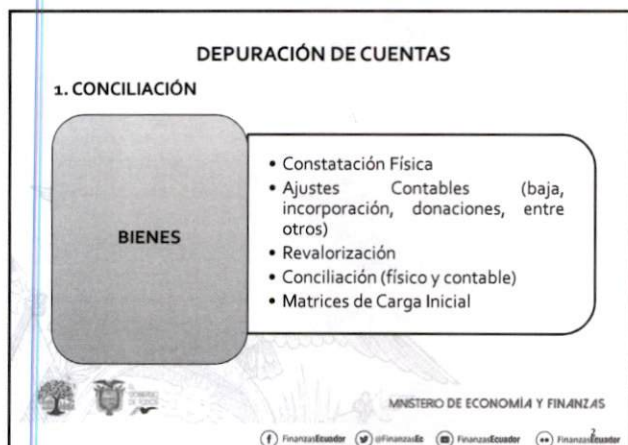 DEPURACIÓN DE CUENTAS
1. CONCILIACIÓN
BIENES
• Constatación Física
• Ajustes Contables (baja,
incorporación, donaciones, entre
otros)
• Revalorización
• Conciliación (físico y contable)
• Matrices de Carga Inicial
MINISTERIO DE ECONOMÍA Y FINANZAS
FinanzasEcuador @FinanzasEc FinanzasEcuador FinanzasEcuador
2